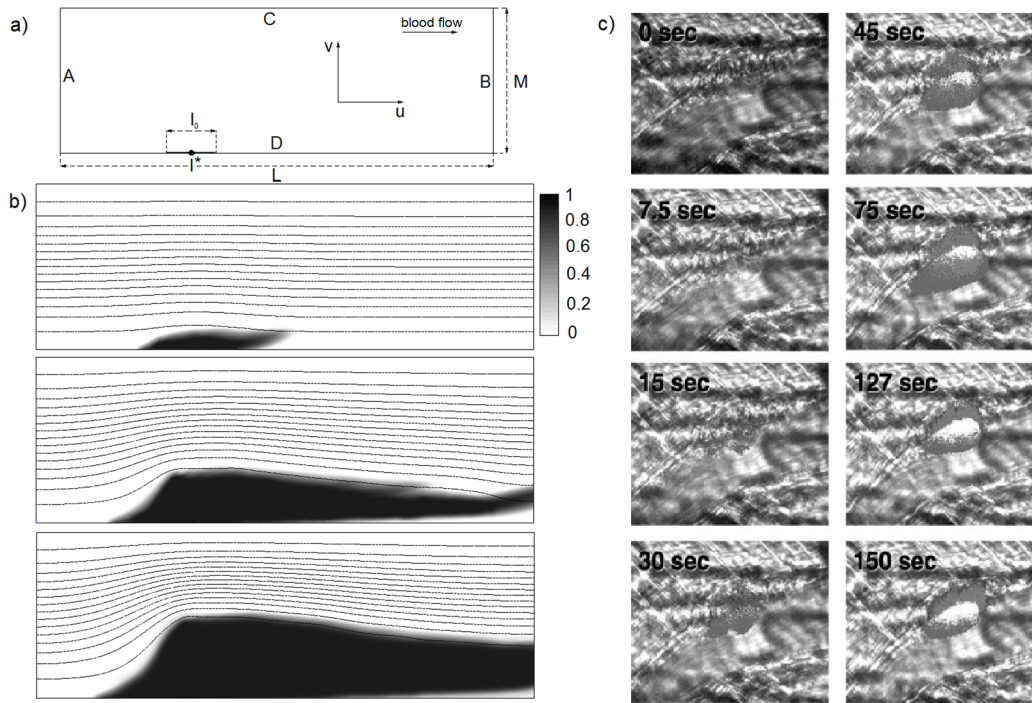 a)
C
blood flow
A
v
u
B
M
l₀
D
l*
L
b)
1
0.8
0.6
0.4
0.2
0
c)
0 sec
45 sec
7.5 sec
75 sec
15 sec
127 sec
30 sec
150 sec